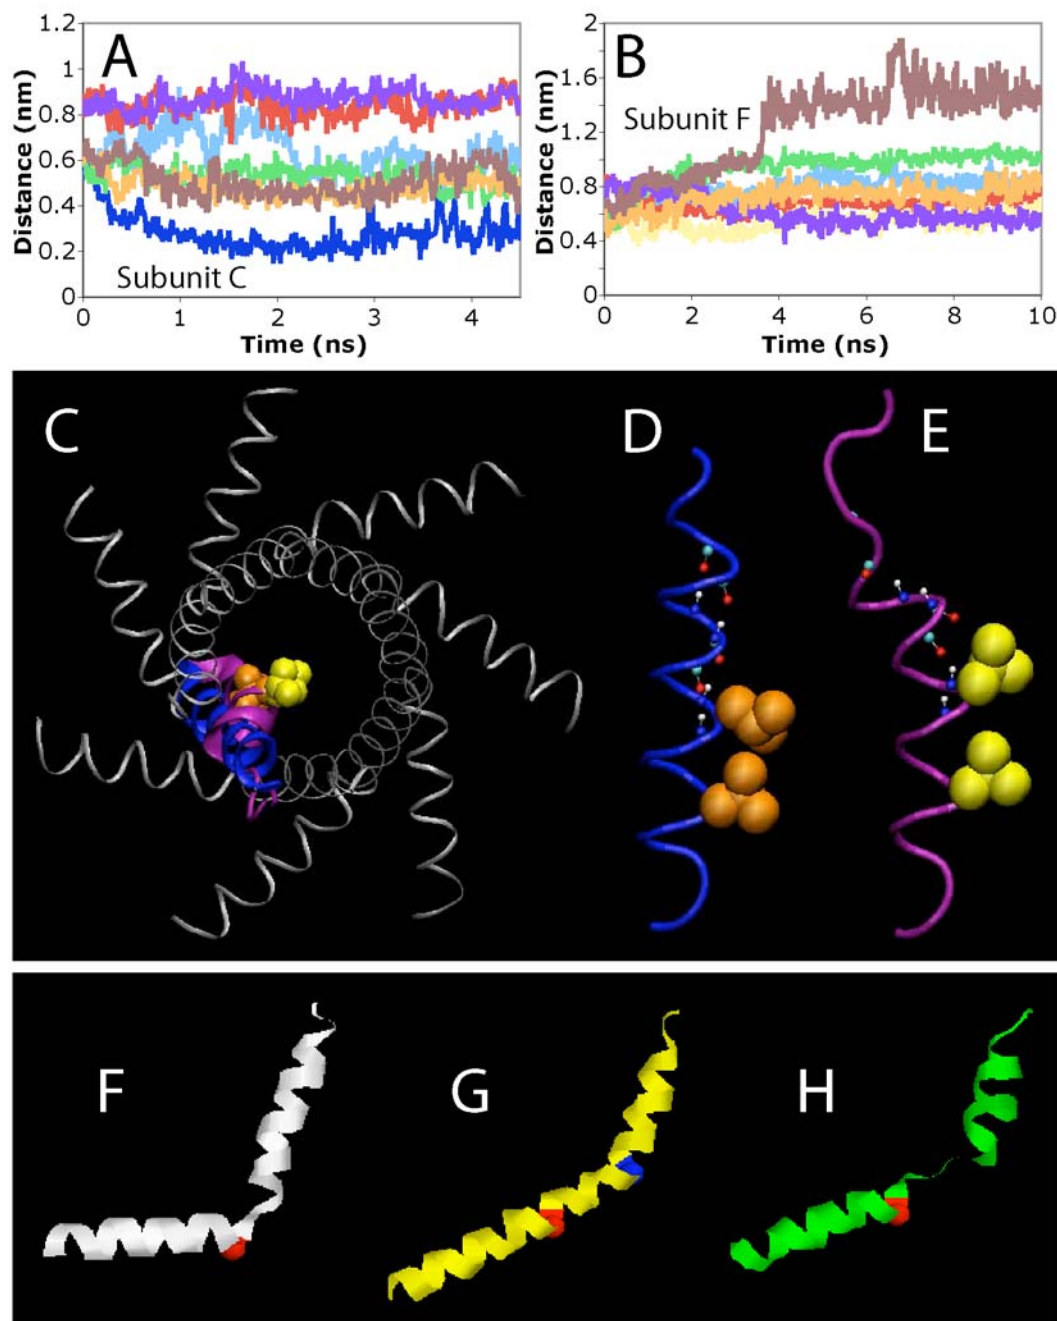 A
B
Distance (nm)
1.2
1
0.8
0.6
0.4
0.2
0
Subunit C
0 1 2 3 4
Time (ns)
Distance (nm)
2
1.6
1.2
0.8
0.4
0
Subunit F
0 2 4 6 8 10
Time (ns)
C
D
E
F
G
H